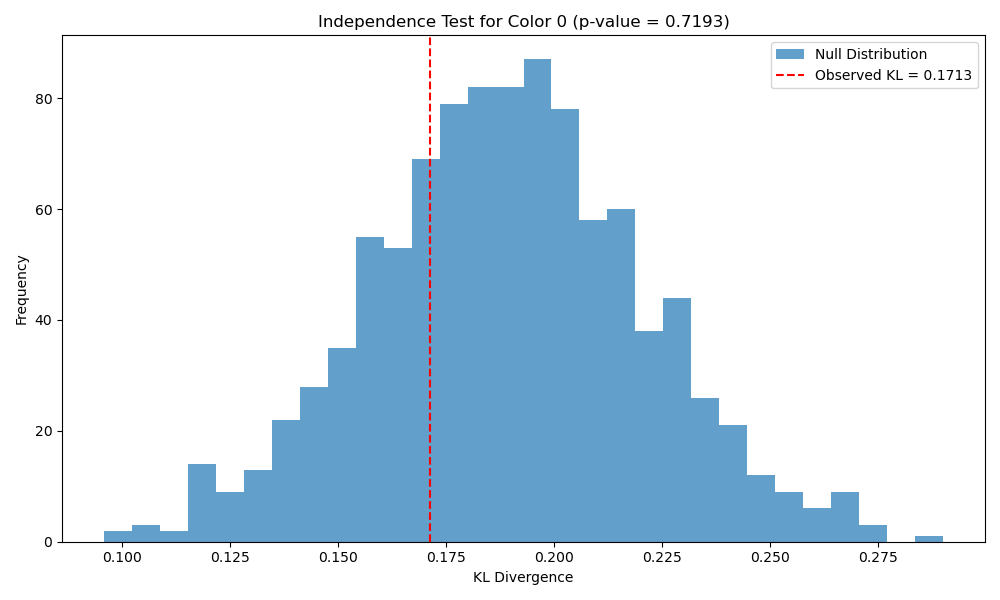 Independence Test for Color 0 (p-value = 0.7193)
Null Distribution
Observed KL = 0.1713
Frequency
80
60
40
20
0
0.100 0.125 0.150 0.175 0.200 0.225 0.250 0.275
KL Divergence